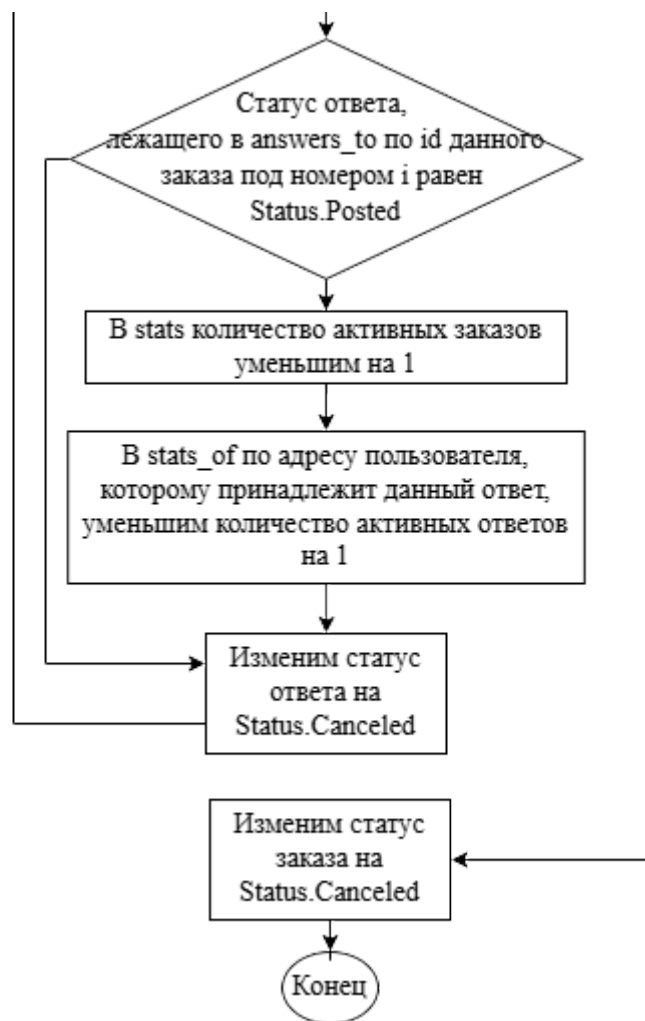 Статус ответа,
лежащего в answers_to по id данного
заказа под номером i равен
Status.Posted
В stats количество активных заказов
уменьшим на 1
В stats_of по адресу пользователя,
которому принадлежит данный ответ,
уменьшим количество активных ответов
на 1
Изменим статус
ответа на
Status.Canceled
Изменим статус
заказа на
Status.Canceled
Конец